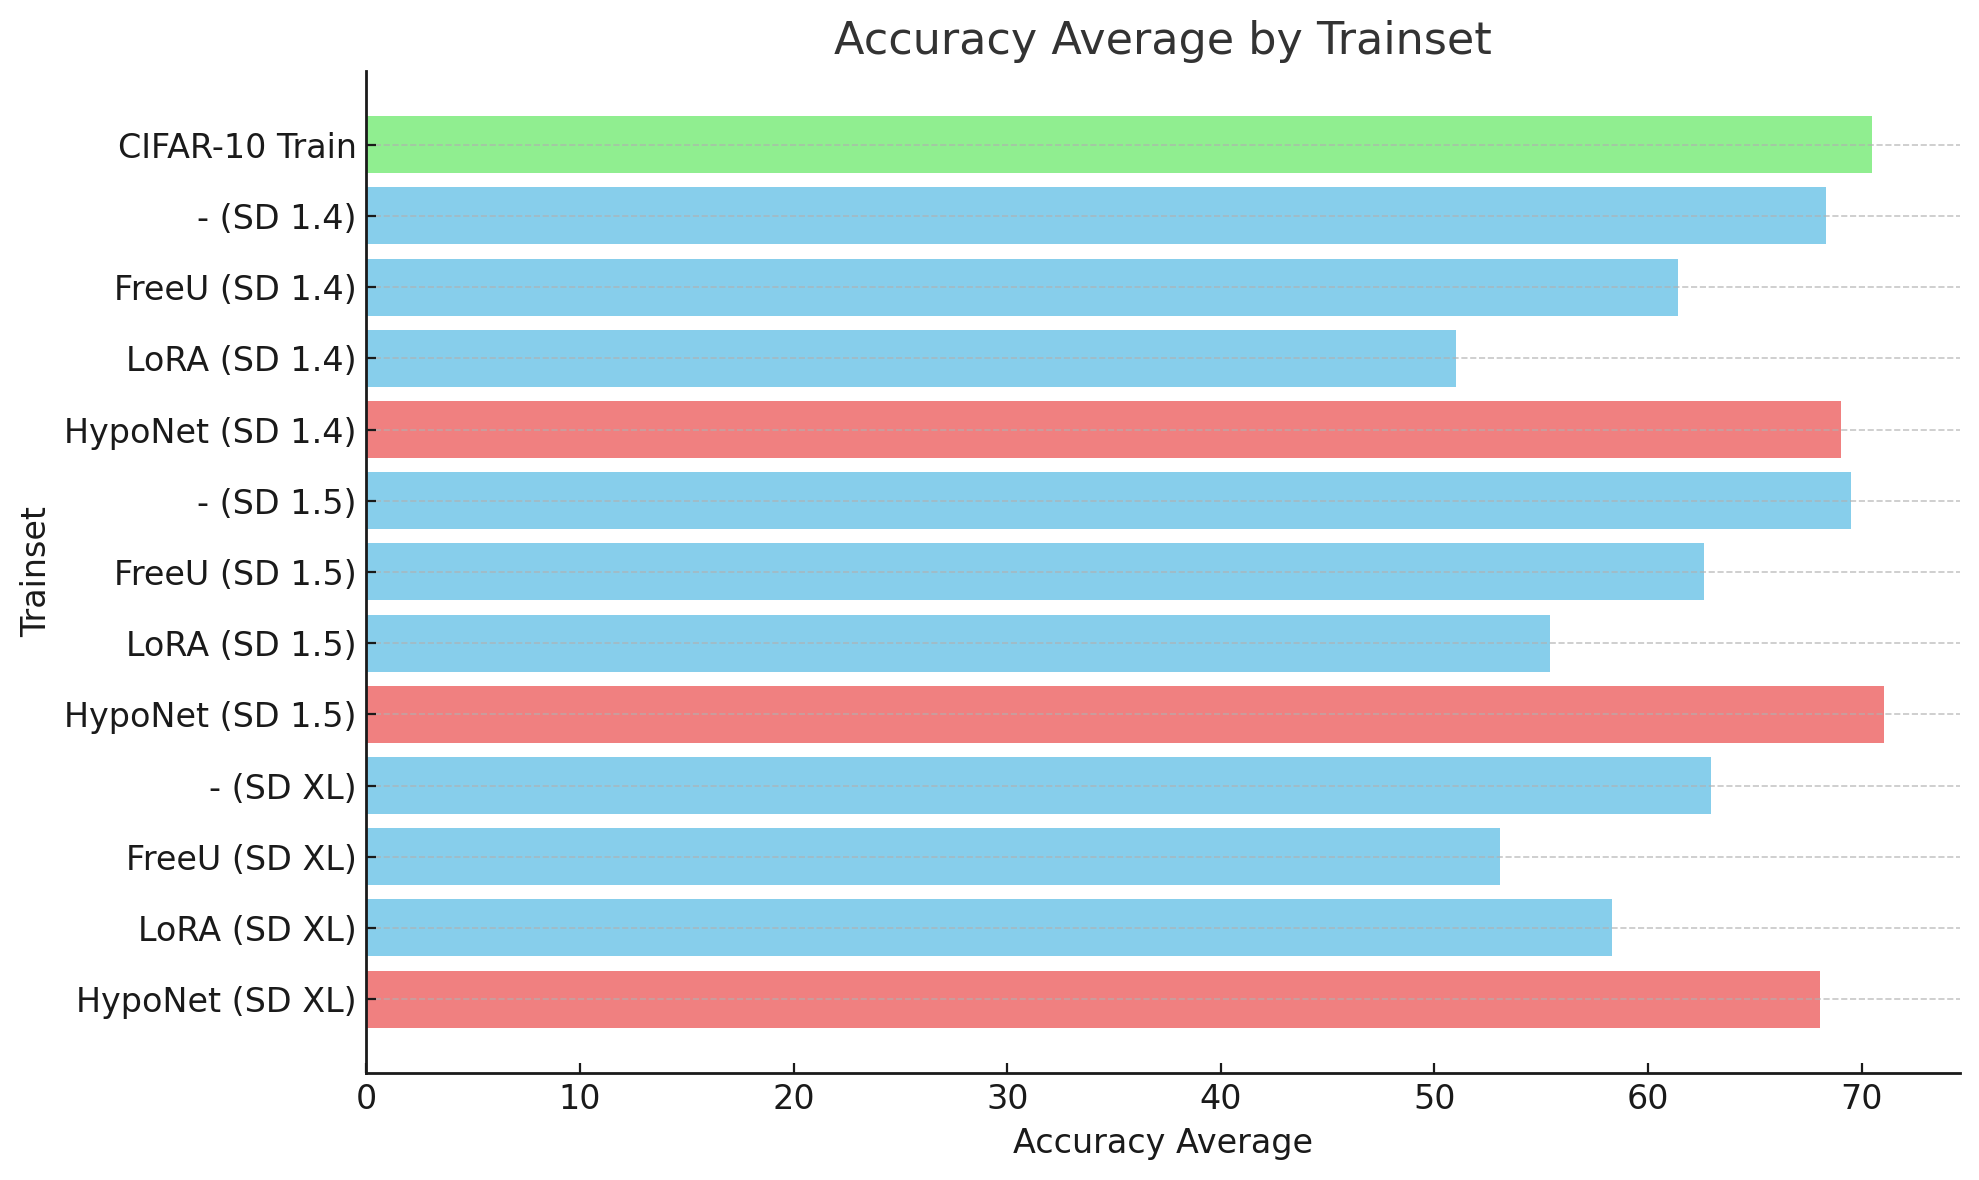 Accuracy Average by Trainset
Trainset
CIFAR-10 Train
- (SD 1.4)
FreeU (SD 1.4)
LoRA (SD 1.4)
HypoNet (SD 1.4)
- (SD 1.5)
FreeU (SD 1.5)
LoRA (SD 1.5)
HypoNet (SD 1.5)
- (SD XL)
FreeU (SD XL)
LoRA (SD XL)
HypoNet (SD XL)
0 10 20 30 40 50 60 70
Accuracy Average